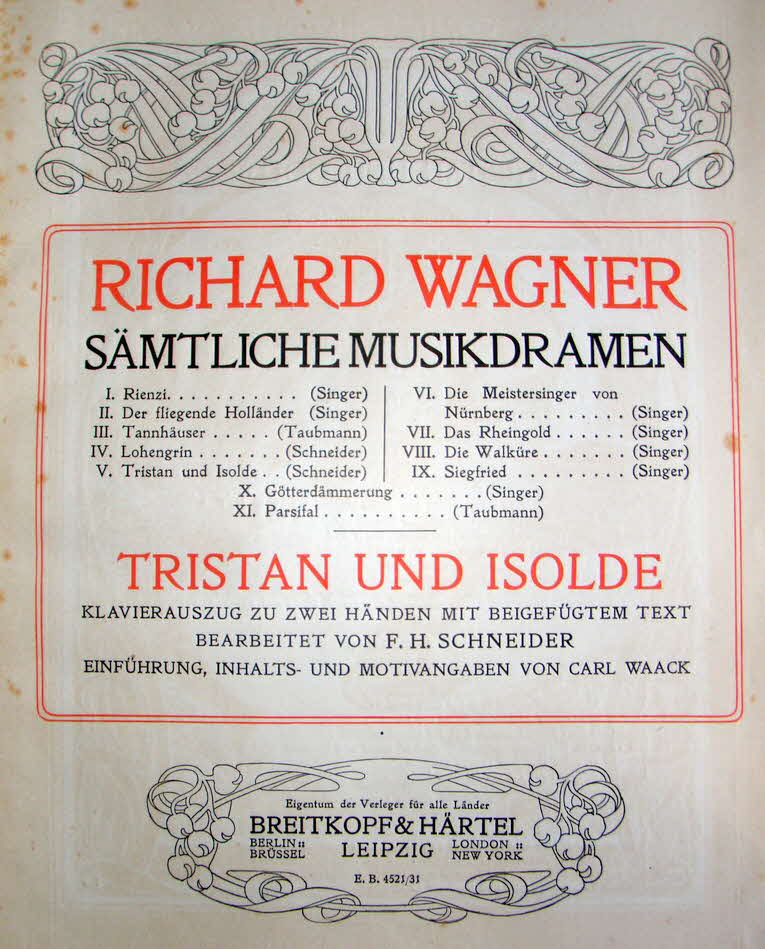 RICHARD WAGNER
SÄMTLICHE MUSIKDRAMEN
I. Rienzi. . . . . . . . . . . (Singer)
II. Der fliegende Holländer (Singer)
III. Tannhäuser . . . . . (Taubmann)
IV. Lohengrin . . . . . . . (Schneider)
V. Tristan und Isolde . . (Schneider)
VI. Die Meistersinger von
Nürnberg . . . . . . . . . (Singer)
VII. Das Rheingold . . . . . . (Singer)
VIII. Die Walküre . . . . . . . (Singer)
IX. Siegfried . . . . . . . . . (Singer)
X. Götterdämmerung . . . . . . . (Singer)
XI. Parsifal . . . . . . . . . . (Taubmann)
TRISTAN UND ISOLDE
KLAVIERAUSZUG ZU ZWEI HÄNDEN MIT BEIGEFÜGTEM TEXT
BEARBEITET VON F. H. SCHNEIDER
EINFÜHRUNG, INHALTS- UND MOTIVANGABEN VON CARL WAACK
Eigentum der Verleger für alle Länder
BREITKOPF & HÄRTEL
BERLIN ::
BRÜSSEL
LEIPZIG
LONDON ::
NEW YORK
E. B. 4521/31